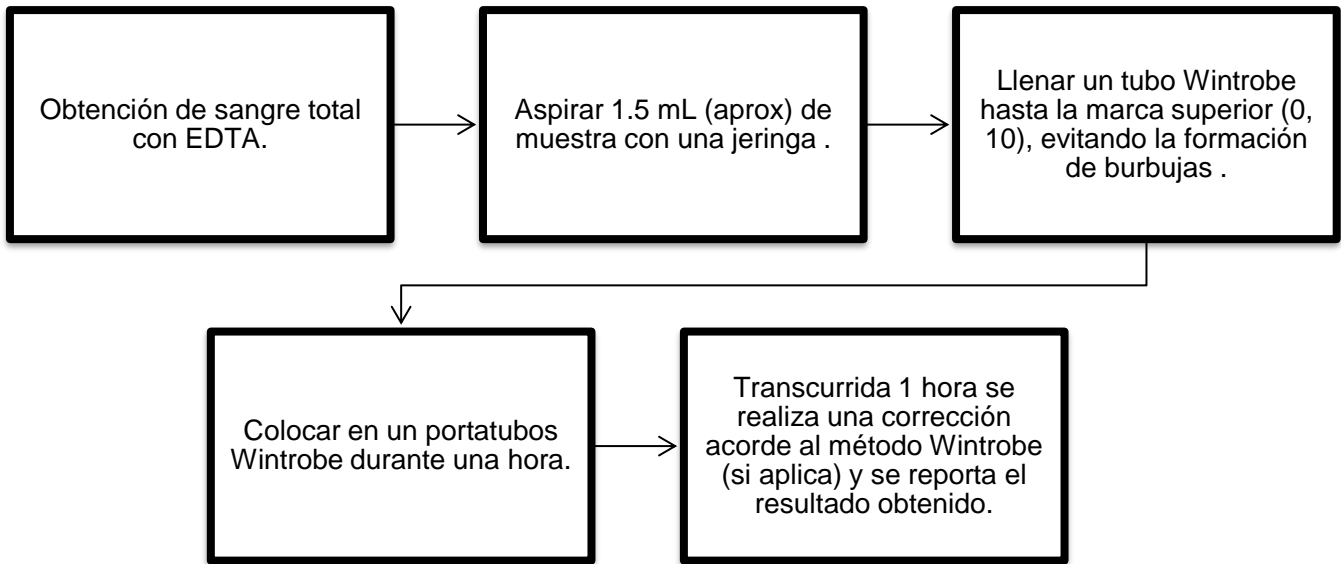 Obtención de sangre total
con EDTA.
Aspirar 1.5 mL (aprox) de
muestra con una jeringa .
Llenar un tubo Wintrobe
hasta la marca superior (0,
10), evitando la formación
de burbujas .
Colocar en un portatubos
Wintrobe durante una hora.
Transcurrida 1 hora se
realiza una corrección
acorde al método Wintrobe
(si aplica) y se reporta el
resultado obtenido.